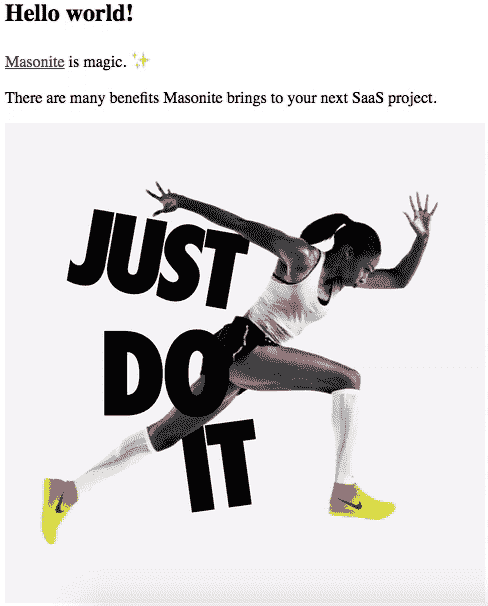 Hello world!
Masonite is magic. ✨
There are many benefits Masonite brings to your next SaaS project.
JUST
DO
IT